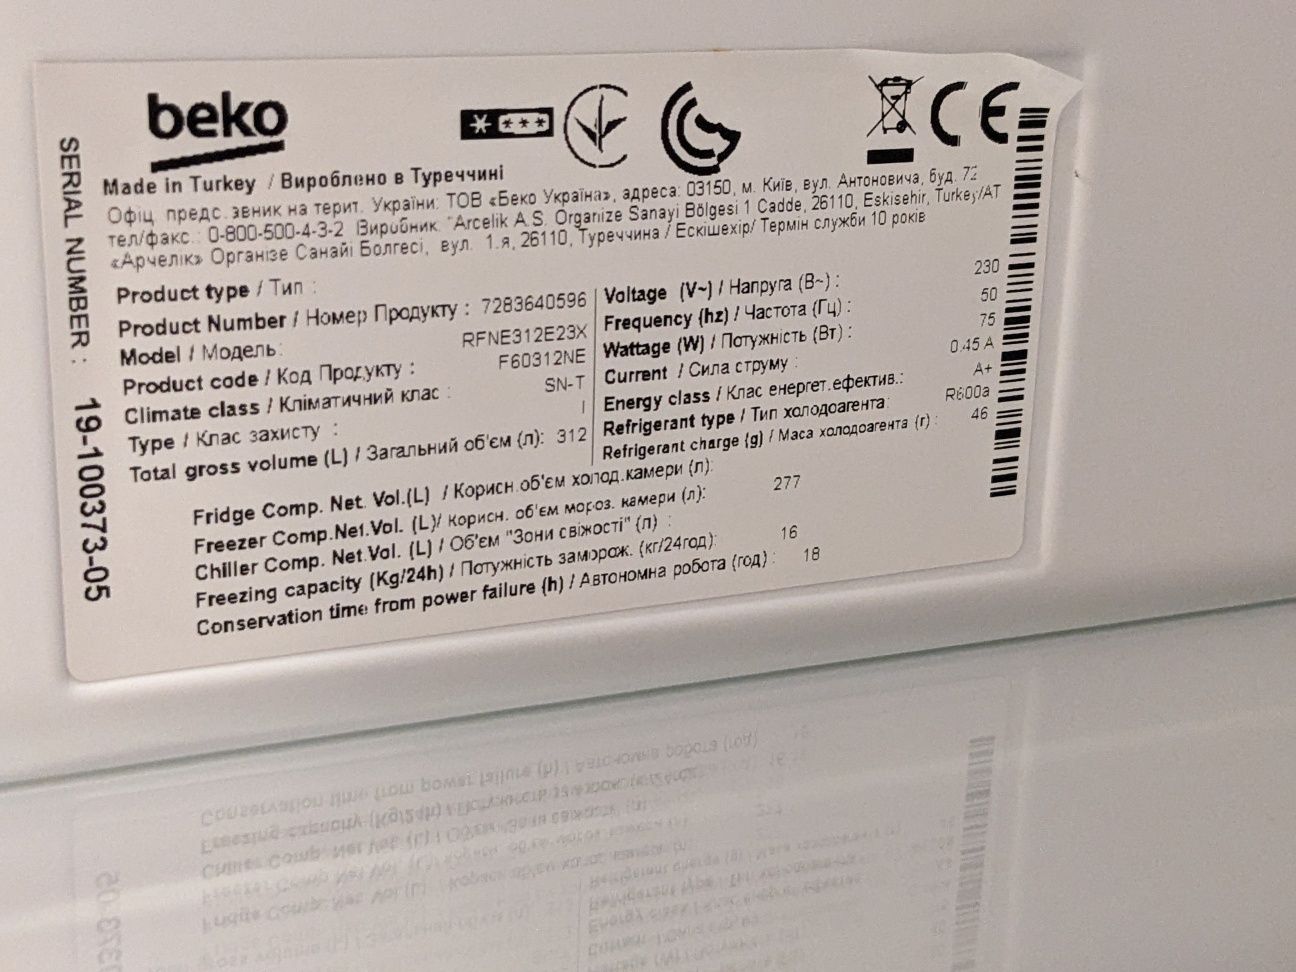 beko
Made in Turkey / Вироблено в Туреччині
Офіц. предс. звник на терит. України: ТОВ «Беко Україна», адреса: 03150, м. Київ, вул. Антоновича, буд. 72
тел/факс.: 0-800-500-4-3-2 Виробник: "Arcelik A.S. Organize Sanayi Bölgesi 1 Cadde, 26110, Eskisehir, Turkey/АТ
«Арчелік» Організе Санайі Болгесі, вул. 1.я, 26110, Туреччина / Ескішехір/ Термін служби 10 років
SERIAL NUMBER : 19-100373-05
Product type / Тип :
Product Number / Номер Продукту : 7283640596
Model / Модель: RFNE312E23X
Product code / Код Продукту : F60312NE
Climate class / Кліматичний клас : SN-T
Type / Клас захисту : I
Total gross volume (L) / Загальний об'єм (л): 312
Voltage (V~) / Напруга (В~) : 230
Frequency (hz) / Частота (Гц) : 50
Wattage (W) / Потужність (Вт) : 75
Current / Сила струму : 0,45 A
Energy class / Клас енергет.ефектив.: A+
Refrigerant type / Тип холодоагента: R600a
Refrigerant charge (g) / Маса холодоагента (г) : 46
Fridge Comp. Net. Vol.(L) / Корисн.об'єм холод.камери (л):
Freezer Comp.Net.Vol. (L)/ корисн. об'єм мороз. камери (л): 277
Chiller Comp. Net.Vol. (L) / Об'єм "Зони свіжості" (л) :
Freezing capacity (Kg/24h) / Потужність заморож. (кг/24год): 16
Conservation time from power failure (h) / Автономна робота (год) : 18